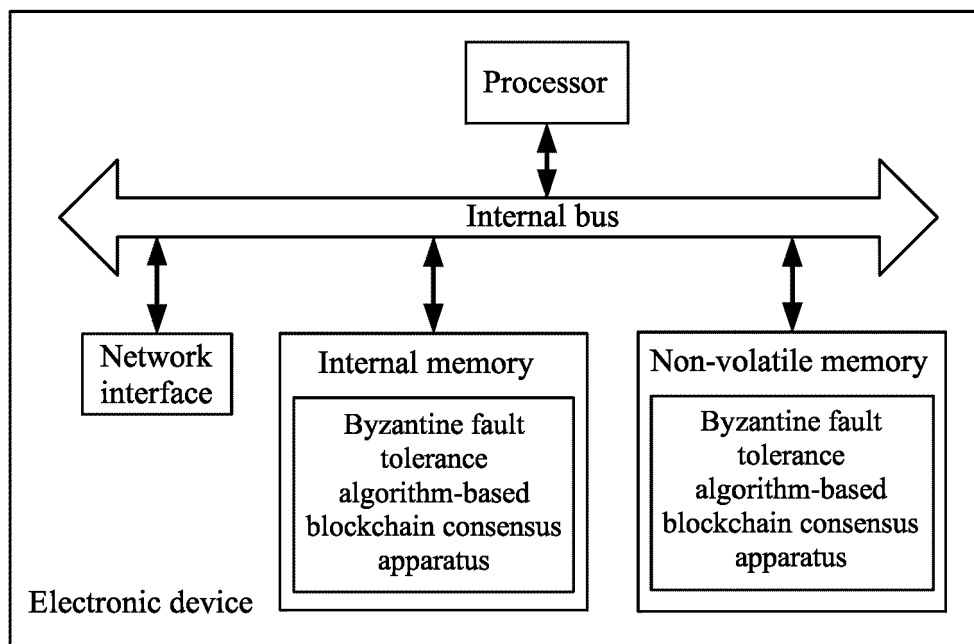 Processor
Internal bus
Network
interface
Internal memory
Byzantine fault
tolerance
algorithm-based
blockchain consensus
apparatus
Non-volatile memory
Byzantine fault
tolerance
algorithm-based
blockchain consensus
apparatus
Electronic device